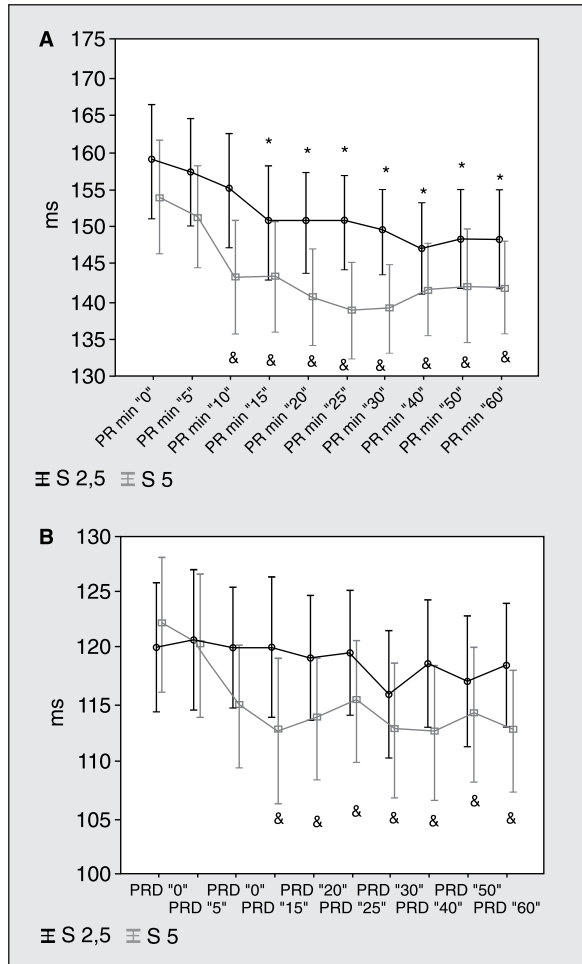 A
175
170
165
160
155
150
145
140
135
130
ms
* * * * * * * *
& & & & & & & &
PR min "0" PR min "5" PR min "10" PR min "15" PR min "20" PR min "25" PR min "30" PR min "40" PR min "50" PR min "60"
S 2,5 S 5
B
130
125
120
115
110
105
100
ms
& & & & & & &
PRD "0" PRD "0" PRD "20" PRD "30" PRD "50"
PRD "5" PRD "15" PRD "25" PRD "40" PRD "60"
S 2,5 S 5